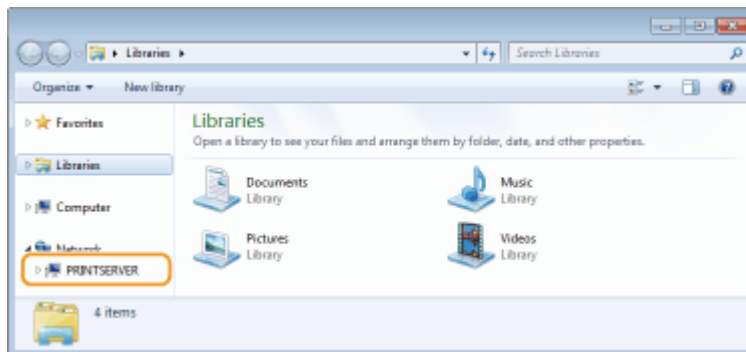 Libraries
Search Libraries
Organize
New library
Favorites
Libraries
Open a library to see your files and arrange them by folder, date, and other properties.
Libraries
Documents
Library
Music
Library
Computer
Pictures
Library
Videos
Library
Network
PRINTSERVER
4 items